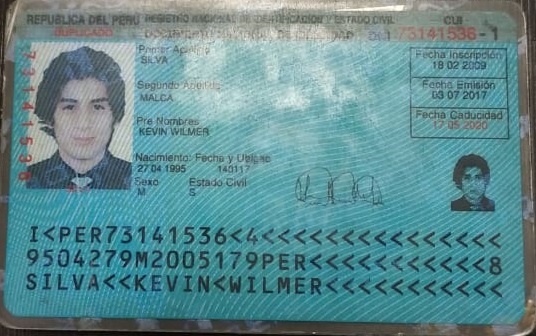 REPUBLICA DEL PERU REGISTRO NACIONAL DE IDENTIFICACION Y ESTADO CIVIL CUI
DUPLICADO DOCUMENTO NACIONAL DE IDENTIDAD DNI 73141536 - 1
Primer Apellido
SILVA
Segundo Apellido
MALCA
Pre Nombres
KEVIN WILMER
Nacimiento: Fecha y Ubigeo
27 04 1995 140117
Sexo Estado Civil
M S
Fecha Inscripción
18 02 2009
Fecha Emisión
03 07 2017
Fecha Caducidad
17 05 2020
73141536
I<PER73141536<4<<<<<<<<<<<<<<<
9504279M2005179PER<<<<<<<<<<<8
SILVA<<KEVIN<WILMER<<<<<<<<<<<